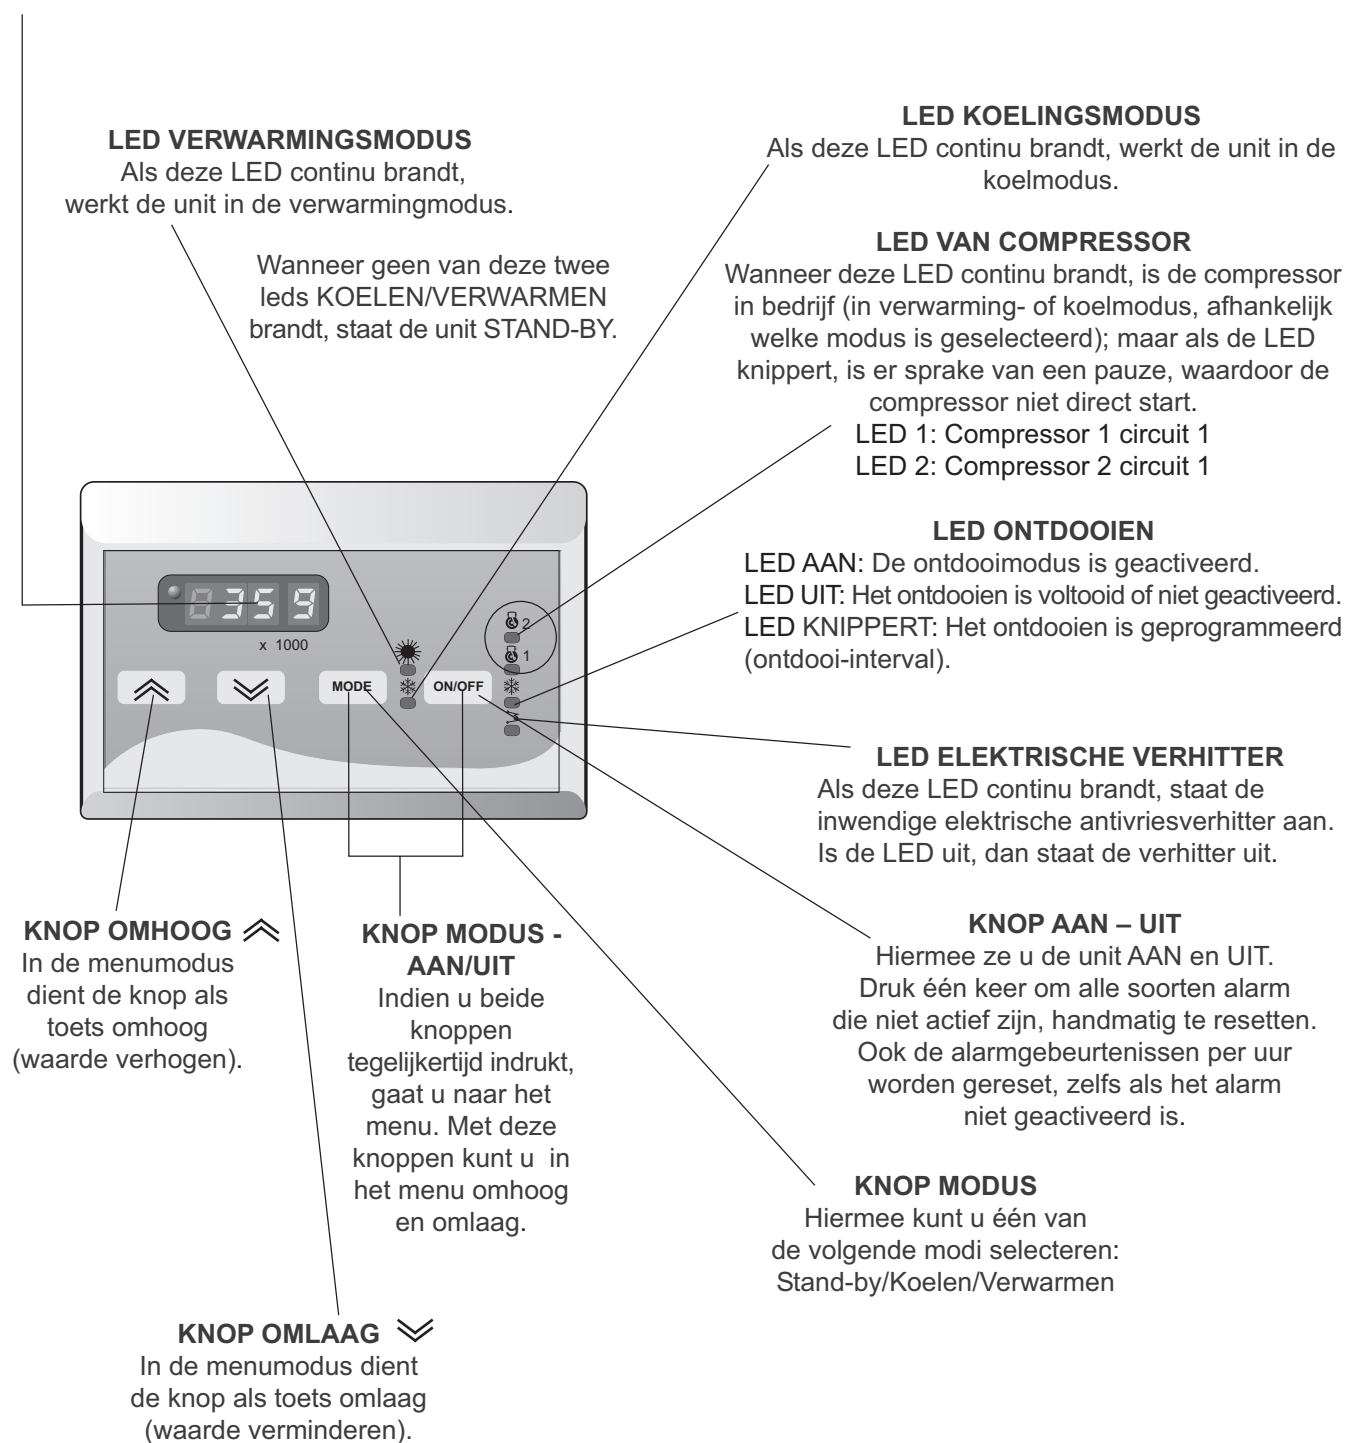 LED VERWARMINGSMODUS
Als deze LED continu brandt,
werkt de unit in de verwarmingmodus.
Wanneer geen van deze twee
leds KOELEN/VERWARMEN
brandt, staat de unit STAND-BY.
LED KOELINGSMODUS
Als deze LED continu brandt, werkt de unit in de
koelmodus.
LED VAN COMPRESSOR
Wanneer deze LED continu brandt, is de compressor
in bedrijf (in verwarming- of koelmodus, afhankelijk
welke modus is geselecteerd); maar als de LED
knippert, is er sprake van een pauze, waardoor de
compressor niet direct start.
LED 1: Compressor 1 circuit 1
LED 2: Compressor 2 circuit 1
LED ONTDOOIEN
LED AAN: De ontdooimodus is geactiveerd.
LED UIT: Het ontdooien is voltooid of niet geactiveerd.
LED KNIPPERT: Het ontdooien is geprogrammeerd
(ontdooi-interval).
359
x 1000
2
1
MODE
ON/OFF
LED ELEKTRISCHE VERHITTER
Als deze LED continu brandt, staat de
inwendige elektrische antivriesverhitter aan.
Is de LED uit, dan staat de verhitter uit.
KNOP OMHOOG
In de menumodus
dient de knop als
toets omhoog
(waarde verhogen).
KNOP MODUS -
AAN/UIT
Indien u beide
knoppen
tegelijkertijd indrukt,
gaat u naar het
menu. Met deze
knoppen kunt u in
het menu omhoog
en omlaag.
KNOP AAN – UIT
Hiermee ze u de unit AAN en UIT.
Druk één keer om alle soorten alarm
die niet actief zijn, handmatig te resetten.
Ook de alarmgebeurtenissen per uur
worden gereset, zelfs als het alarm
niet geactiveerd is.
KNOP MODUS
Hiermee kunt u één van
de volgende modi selecteren:
Stand-by/Koelen/Verwarmen
KNOP OMLAAG
In de menumodus dient
de knop als toets omlaag
(waarde verminderen).